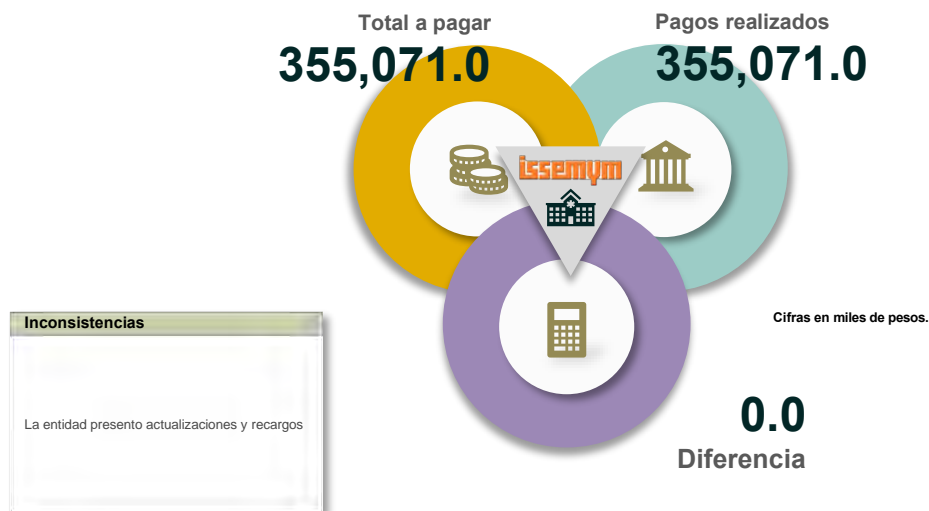 Total a pagar
355,071.0
Pagos realizados
355,071.0
issemym
Inconsistencias
La entidad presento actualizaciones y recargos
Cifras en miles de pesos.
0.0
Diferencia